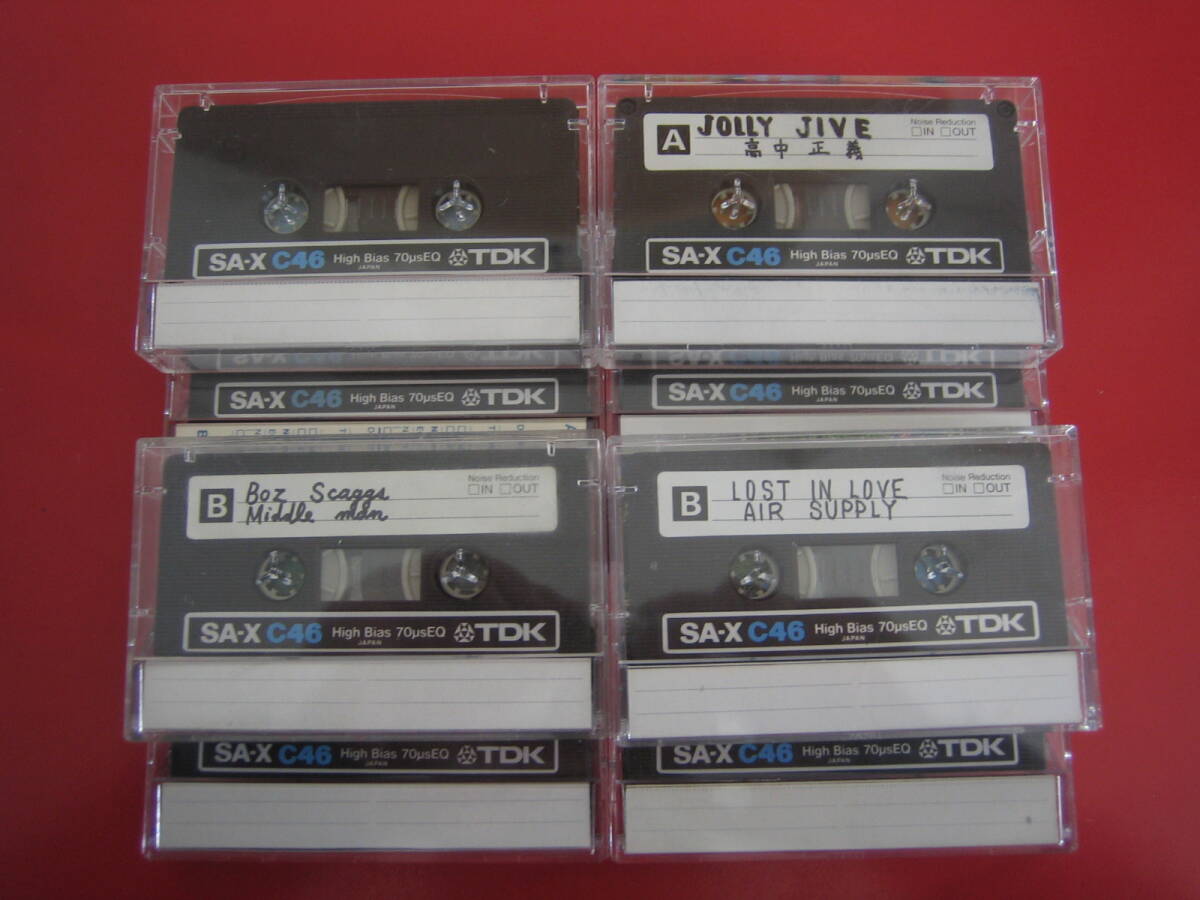 SA-X C46 High Bias 70μsEQ TDK
JAPAN
A JOLLY JIVE Noise Reduction
高中正義 □IN □OUT
SA-X C46 High Bias 70μsEQ TDK
JAPAN
SA-X C46 High Bias 70μsEQ TDK
JAPAN
SA-X C46 High Bias 70μsEQ TDK
JAPAN
B Boz Scaggs Noise Reduction
Middle man □IN □OUT
SA-X C46 High Bias 70μsEQ TDK
JAPAN
B LOST IN LOVE Noise Reduction
AIR SUPPLY □IN □OUT
SA-X C46 High Bias 70μsEQ TDK
JAPAN
SA-X C46 High Bias 70μsEQ TDK
JAPAN
SA-X C46 High Bias 70μsEQ TDK
JAPAN